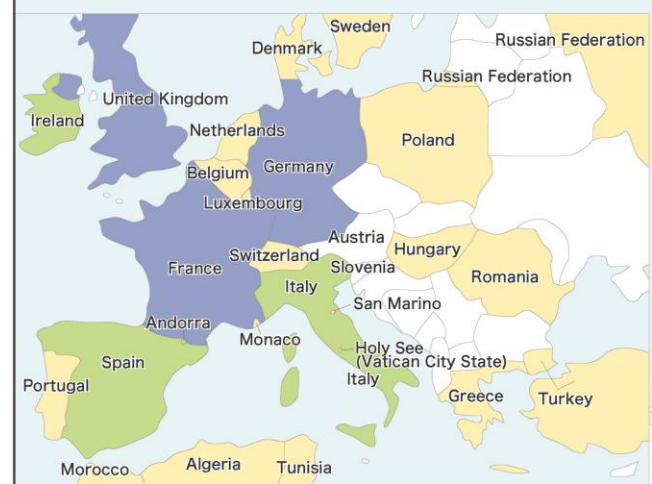 Sweden
Denmark
Russian Federation
Russian Federation
United Kingdom
Ireland
Netherlands
Poland
Belgium
Germany
Luxembourg
Austria
Switzerland
Hungary
France
Slovenia
Romania
Italy
San Marino
Andorra
Monaco
Holy See
(Vatican City State)
Spain
Italy
Portugal
Greece
Turkey
Morocco
Algeria
Tunisia